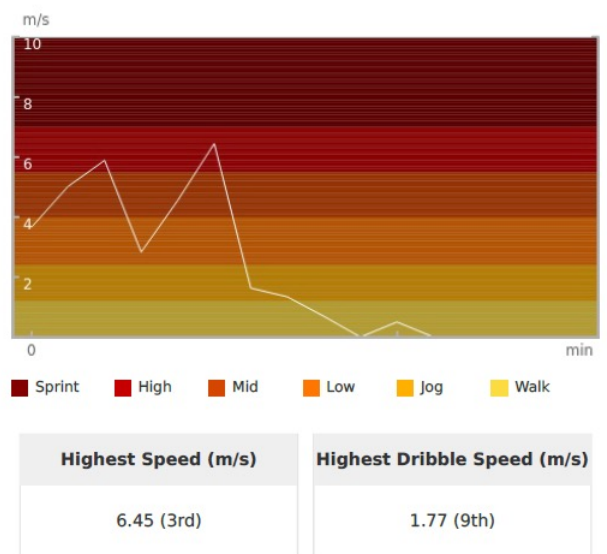 m/s
10
8
6
4
2
0 min
Sprint High Mid Low Jog Walk
Highest Speed (m/s) Highest Dribble Speed (m/s)
6.45 (3rd) 1.77 (9th)